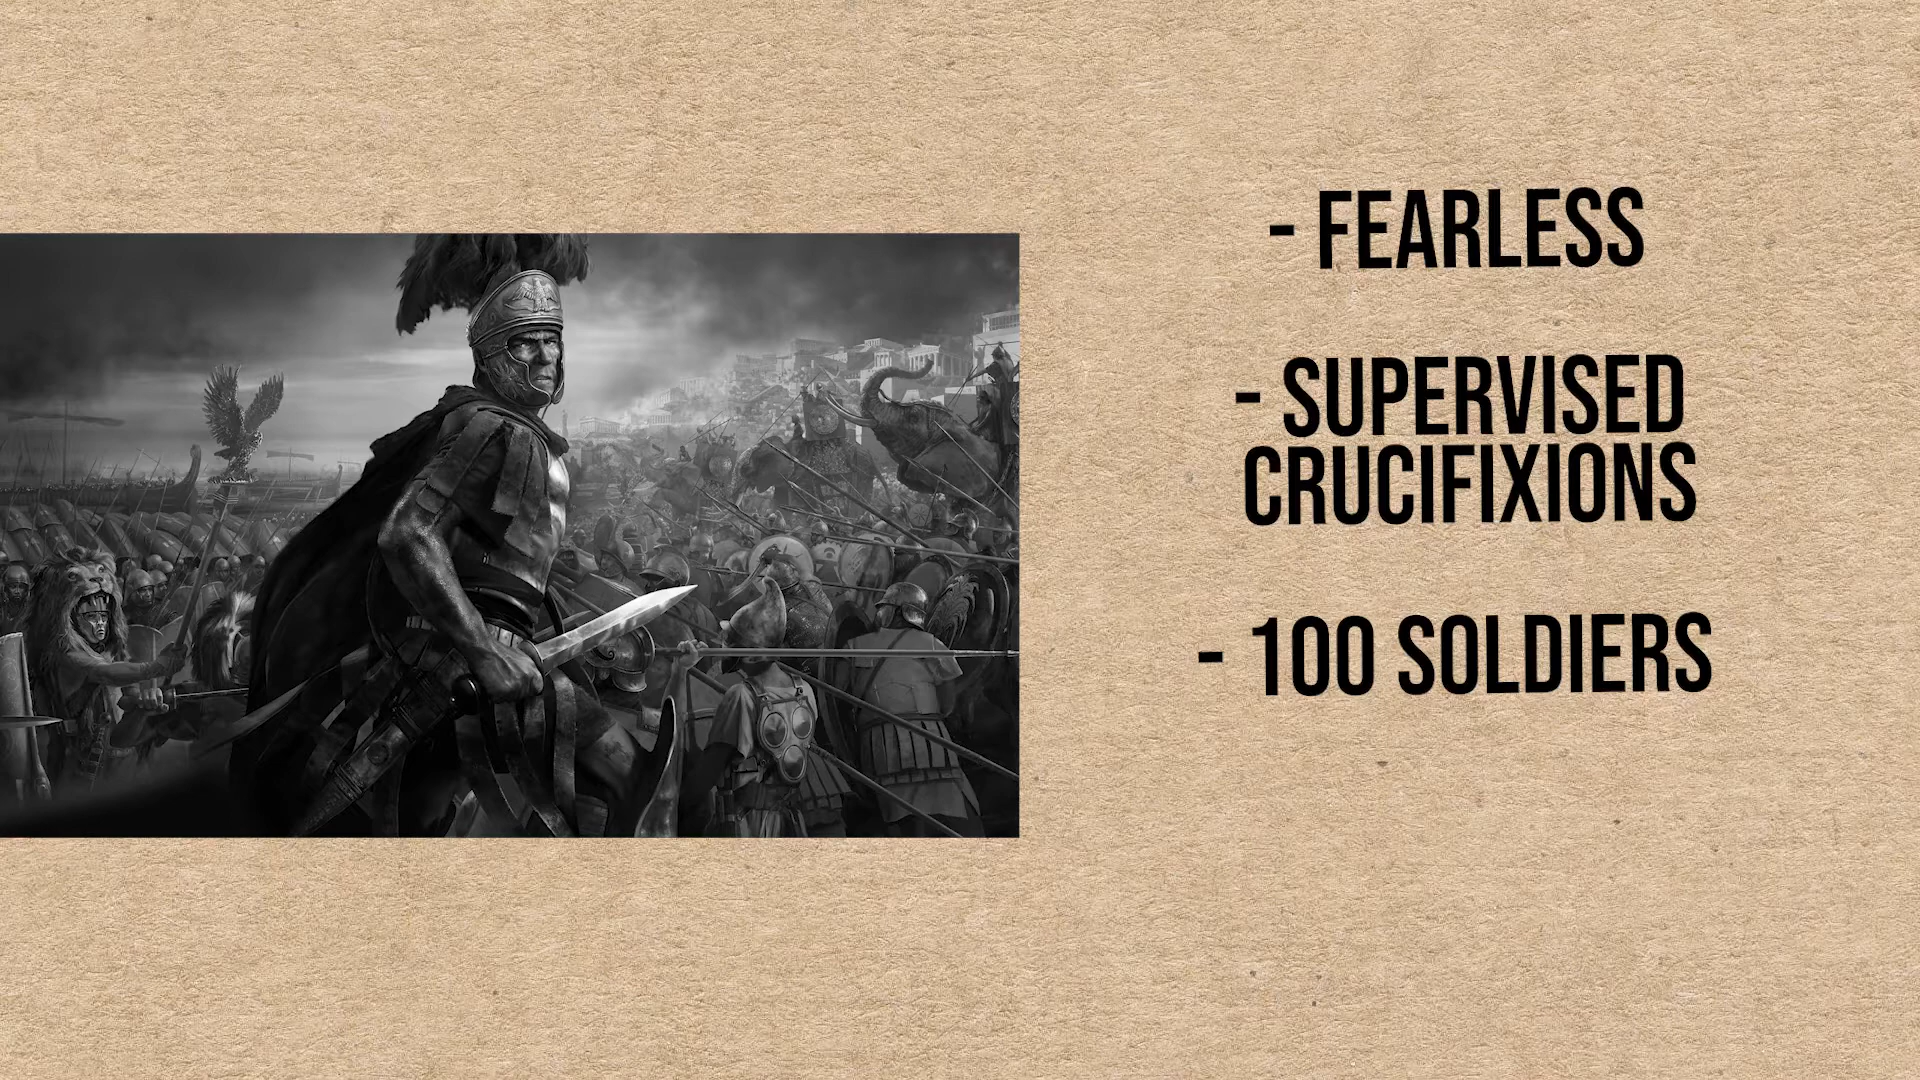 - FEARLESS
- SUPERVISED
CRUCIFIXIONS
- 100 SOLDIERS